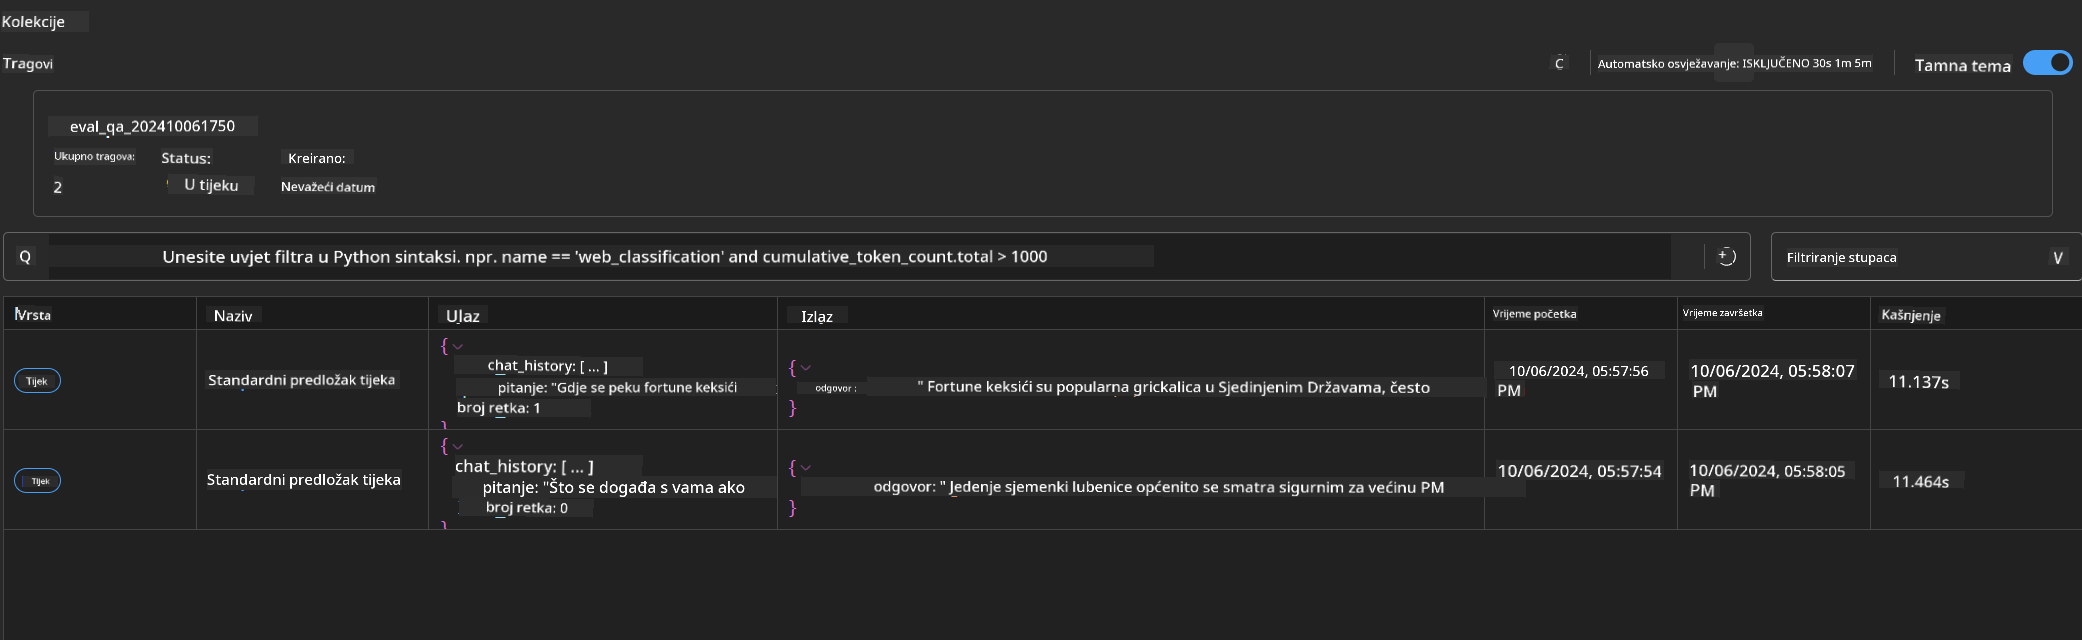 Kolekcije
Tragovi
C
Automatsko osvježavanje: ISKLJUČENO 30s 1m 5m
Tamna tema
eval_qa_202410061750
Ukupno tragova:
Status:
Kreirano:
2
U tijeku
Nevažeći datum
Q
Unesite uvjet filtra u Python sintaksi. npr. name == 'web_classification' and cumulative_token_count.total > 1000
Filtriranje stupaca
V
Vrsta
Naziv
Ulaz
Izlaz
Vrijeme početka
Vrijeme završetka
Kašnjenje
Tijek
Standardni predložak tijeka
{
chat_history: [ ... ]
pitanje: "Gdje se peku fortune keksići
broj retka: 1
}
{
odgovor :
" Fortune keksići su popularna grickalica u Sjedinjenim Državama, često
}
10/06/2024, 05:57:56
PM
10/06/2024, 05:58:07
PM
11.137s
Tijek
Standardni predložak tijeka
{
chat_history: [ ... ]
pitanje: "Što se događa s vama ako
broj retka: 0
}
{
odgovor: " Jedenje sjemenki lubenice općenito se smatra sigurnim za većinu PM
}
10/06/2024, 05:57:54
10/06/2024, 05:58:05
PM
11.464s